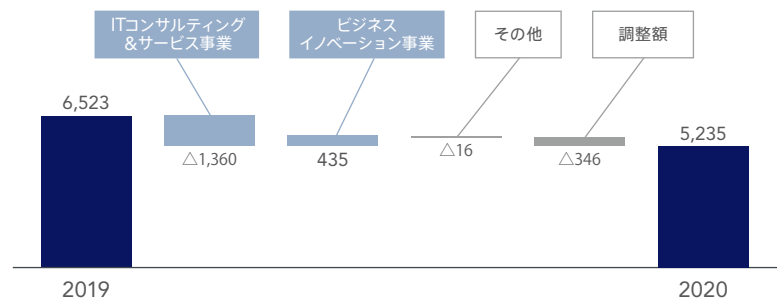 ITコンサルティング
&サービス事業
ビジネス
イノベーション事業
その他
調整額
6,523
△1,360
435
△16
△346
5,235
2019
2020